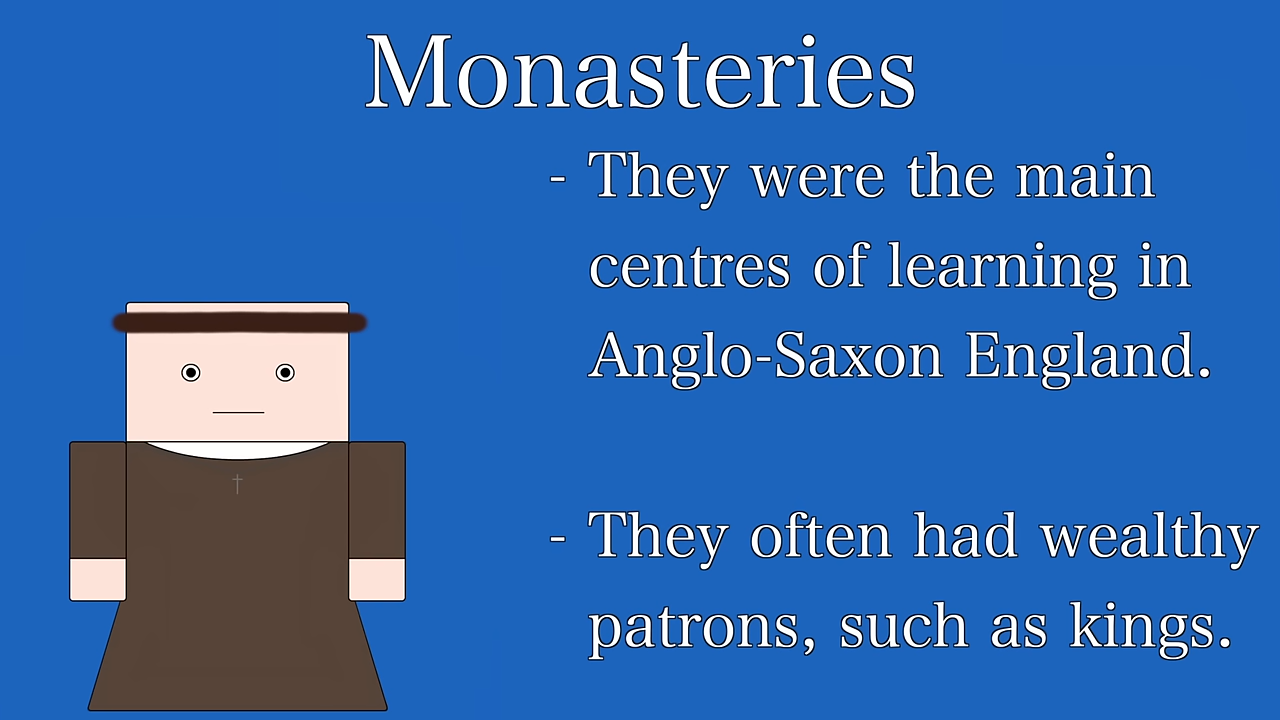 Monasteries
- They were the main
centres of learning in
Anglo-Saxon England.
- They often had wealthy
patrons, such as kings.